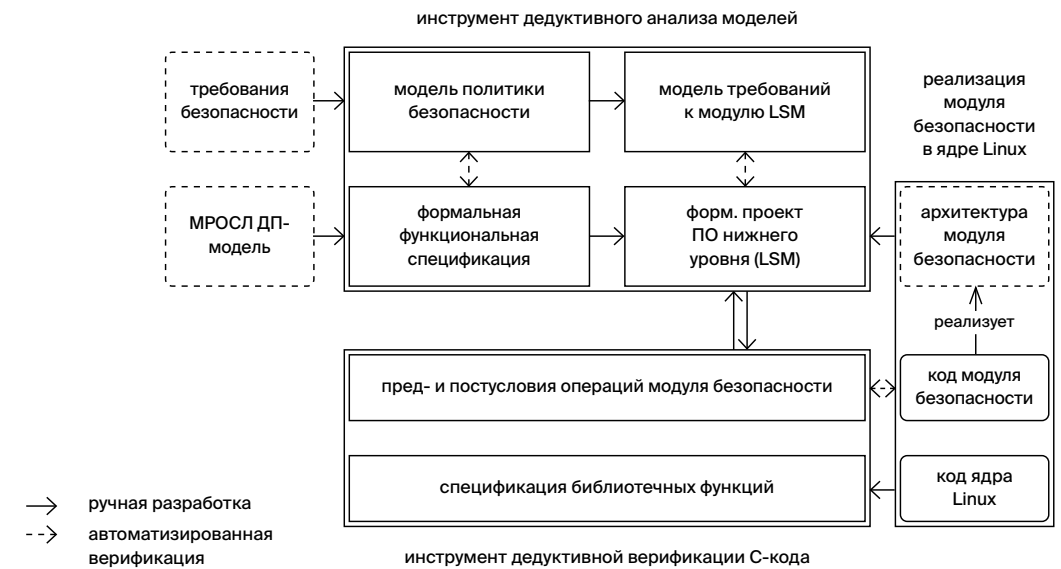 инструмент дедуктивного анализа моделей
требования
безопасности
модель политики
безопасности
модель требований
к модулю LSM
реализация
модуля
безопасности
в ядре Linux
МРОСЛ ДП-
модель
формальная
функциональная
спецификация
форм. проект
ПО нижнего
уровня (LSM)
архитектура
модуля
безопасности
реализует
пред- и постусловия операций модуля безопасности
код модуля
безопасности
спецификация библиотечных функций
код ядра
Linux
ручная разработка
автоматизированная
верификация
инструмент дедуктивной верификации С-кода